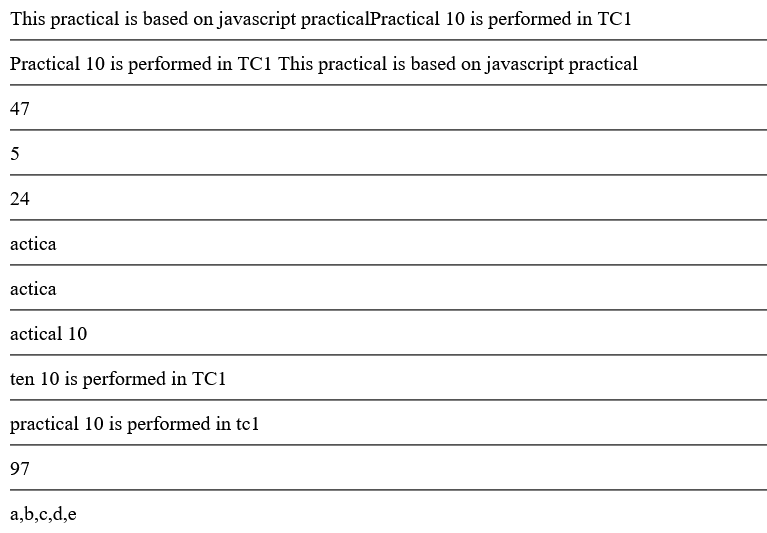 This practical is based on javascript practicalPractical 10 is performed in TC1
Practical 10 is performed in TC1 This practical is based on javascript practical
47
5
24
actica
actica
actical 10
ten 10 is performed in TC1
practical 10 is performed in tc1
97
a,b,c,d,e